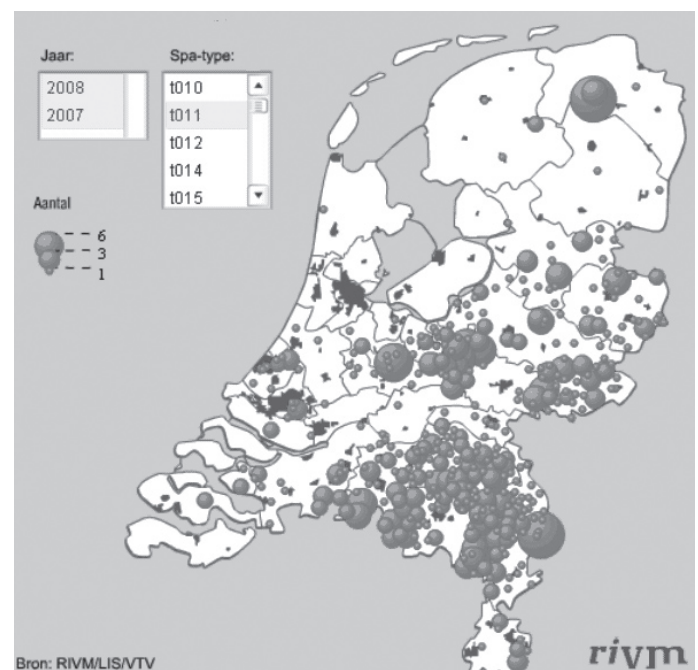 Jaar:
2008
2007
Spa-type:
t010
t011
t012
t014
t015
Aantal
6
3
1
Bron: RIVM/LIS/VTV
rivm